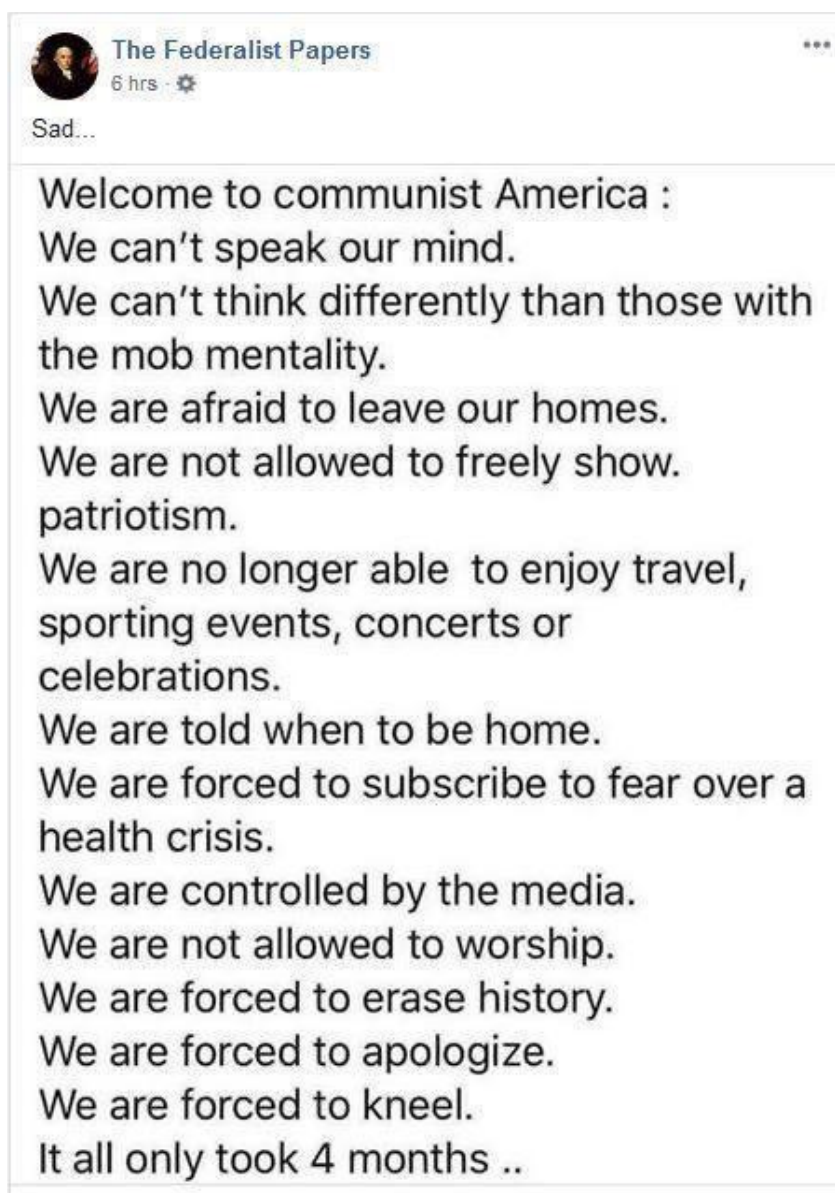 The Federalist Papers
6 hrs ·
Sad...
Welcome to communist America :
We can't speak our mind.
We can't think differently than those with
the mob mentality.
We are afraid to leave our homes.
We are not allowed to freely show.
patriotism.
We are no longer able  to enjoy travel,
sporting events, concerts or
celebrations.
We are told when to be home.
We are forced to subscribe to fear over a
health crisis.
We are controlled by the media.
We are not allowed to worship.
We are forced to erase history.
We are forced to apologize.
We are forced to kneel.
It all only took 4 months ..